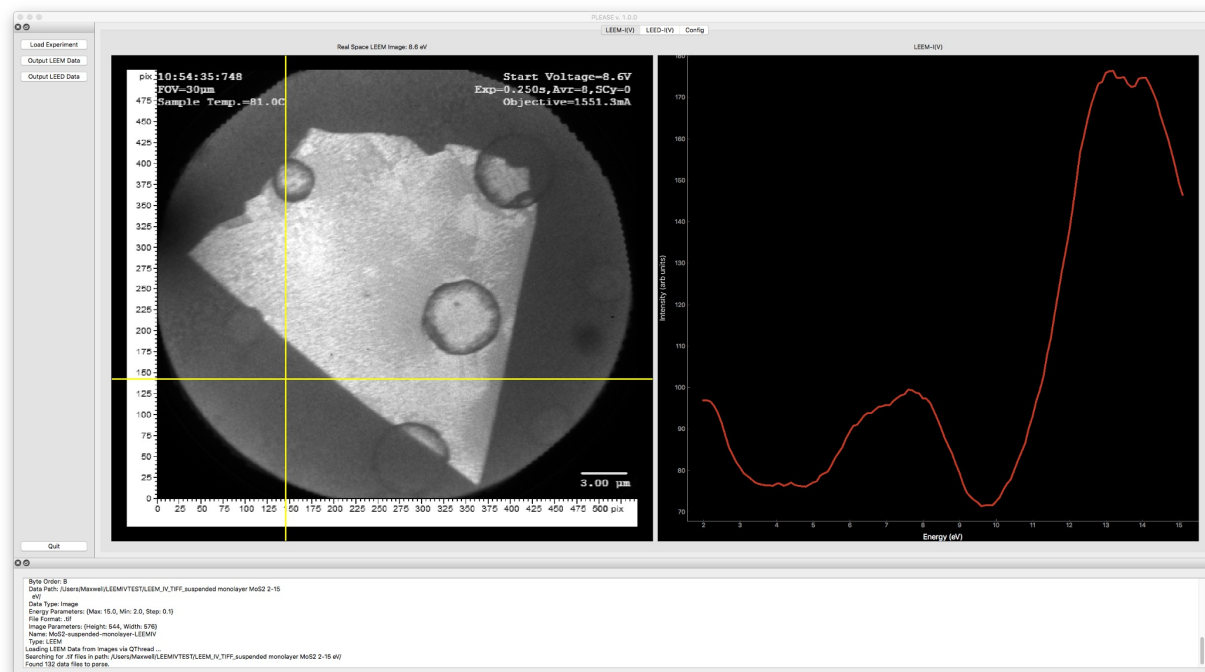 PLEASE v. 1.0.0
LEEM-I(V) LEED-I(V) Config
Load Experiment
Output LEEM Data
Output LEED Data
Quit
Real Space LEEM Image: 8.6 eV
pix 10:54:35:748
FOV=30µm
Sample Temp.=81.0C
Start Voltage=8.6V
Exp=0.250s,Avr=8,SCy=0
Objective=1551.3mA
475
450
425
400
375
350
325
300
275
250
225
200
175
150
125
100
75
50
25
0
0 25 50 75 100 125 150 175 200 225 250 275 300 325 350 375 400 425 450 475 500 pix
3.00 µm
LEEM-I(V)
Intensity (arb units)
180
170
160
150
140
130
120
110
100
90
80
70
2 3 4 5 6 7 8 9 10 11 12 13 14 15
Energy (eV)
Byte Order: B
Data Path: /Users/Maxwell/LEEMIVTEST/LEEM_IV_TIFF_suspended monolayer MoS2 2-15
eV/
Data Type: Image
Energy Parameters: {Max: 15.0, Min: 2.0, Step: 0.1}
File Format: .tif
Image Parameters: {Height: 544, Width: 576}
Name: MoS2-suspended-monolayer-LEEMIV
Type: LEEM
Loading LEEM Data from Images via QThread ...
Searching for .tif files in path: /Users/Maxwell/LEEMIVTEST/LEEM_IV_TIFF_suspended monolayer MoS2 2-15 eV/
Found 132 data files to parse.